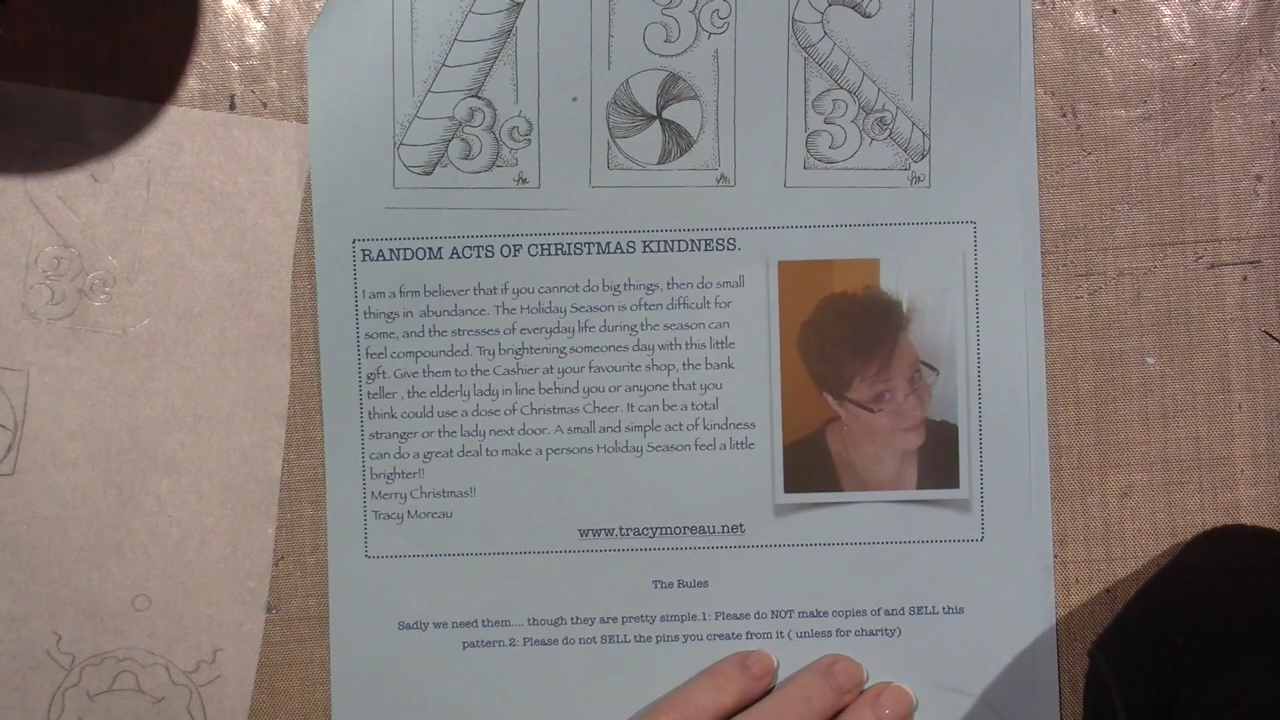 3¢ 3¢ 3¢
3¢
RANDOM ACTS OF CHRISTMAS KINDNESS.
I am a firm believer that if you cannot do big things, then do small
things in abundance. The Holiday Season is often difficult for
some, and the stresses of everyday life during the season can
feel compounded. Try brightening someones day with this little
gift. Give them to the Cashier at your favourite shop, the bank
teller , the elderly lady in line behind you or anyone that you
think could use a dose of Christmas Cheer. It can be a total
stranger or the lady next door. A small and simple act of kindness
can do a great deal to make a persons Holiday Season feel a little
brighter!!
Merry Christmas!!
Tracy Moreau
www.tracymoreau.net
The Rules
Sadly we need them.... though they are pretty simple.1: Please do NOT make copies of and SELL this
pattern.2: Please do not SELL the pins you create from it ( unless for charity)